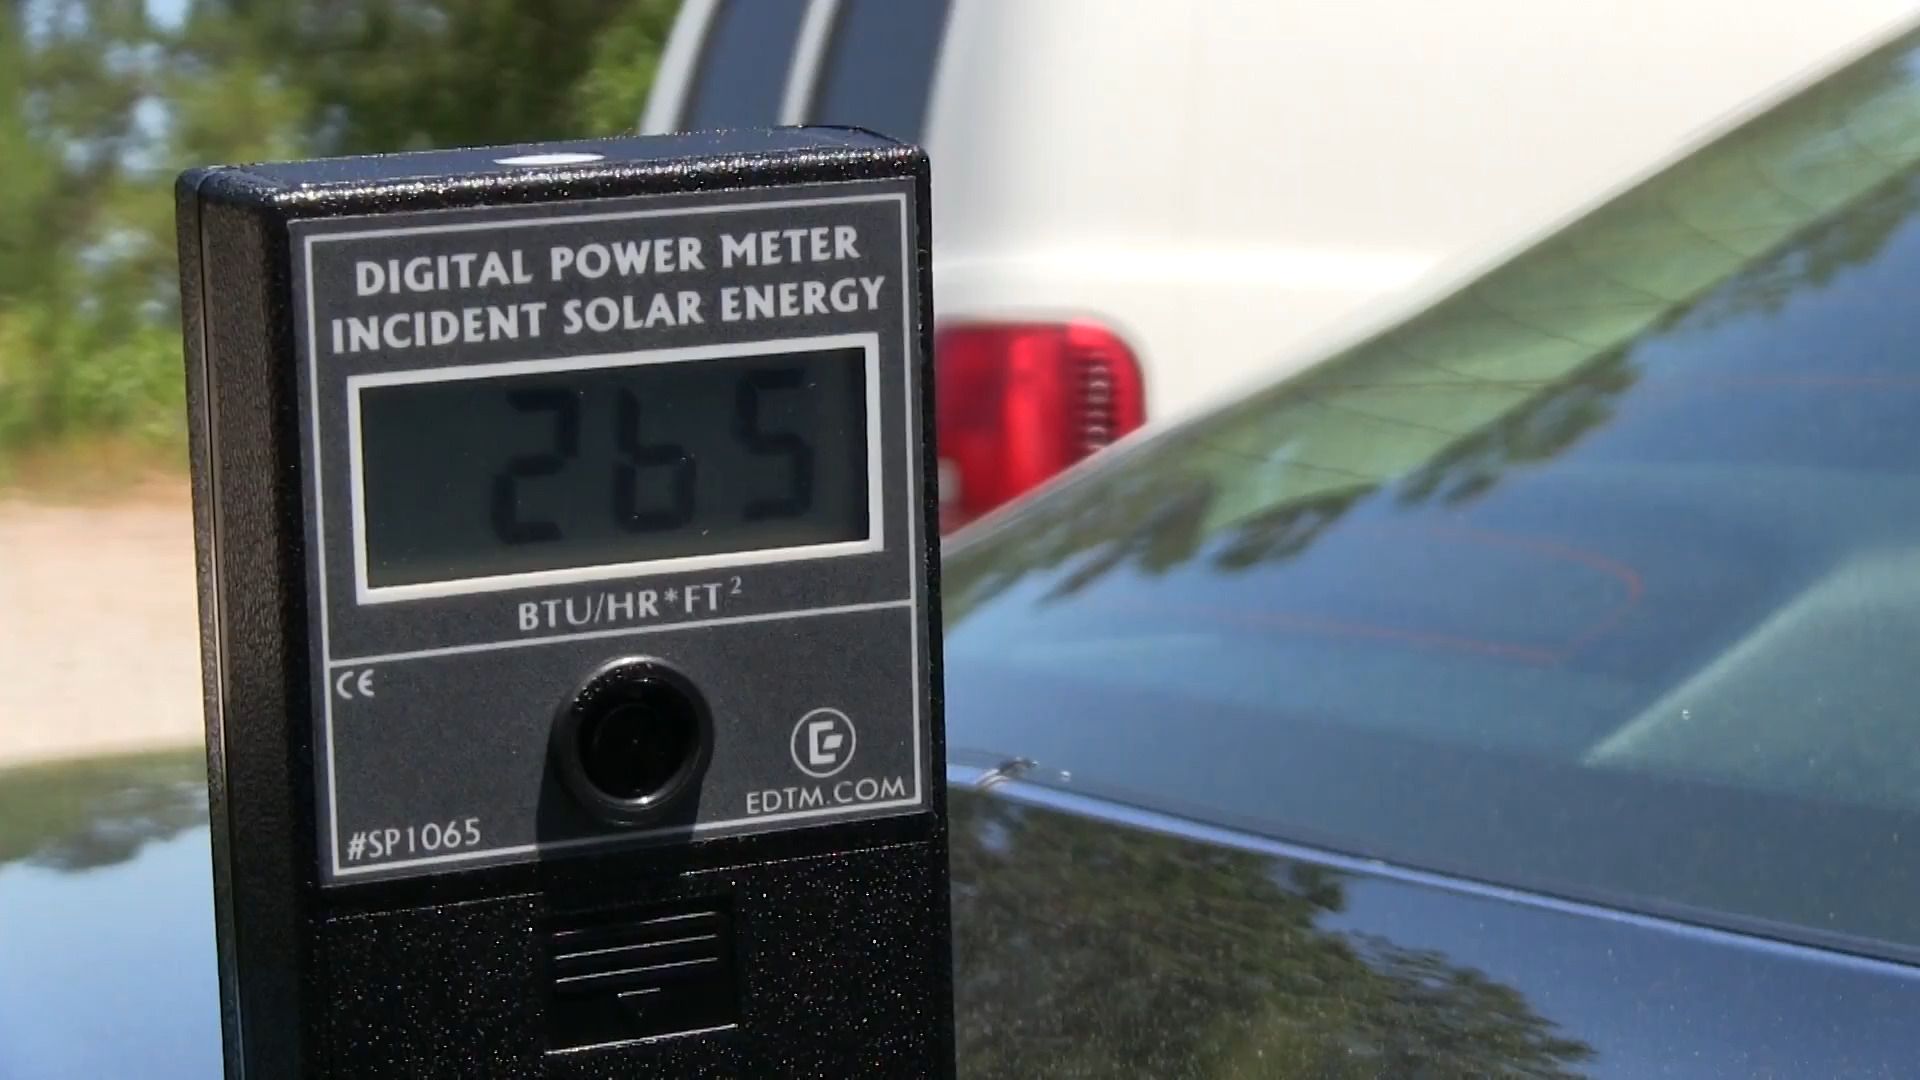 DIGITAL POWER METER
INCIDENT SOLAR ENERGY
265
BTU/HR*FT²
CE
EDTM.COM
#SP1065